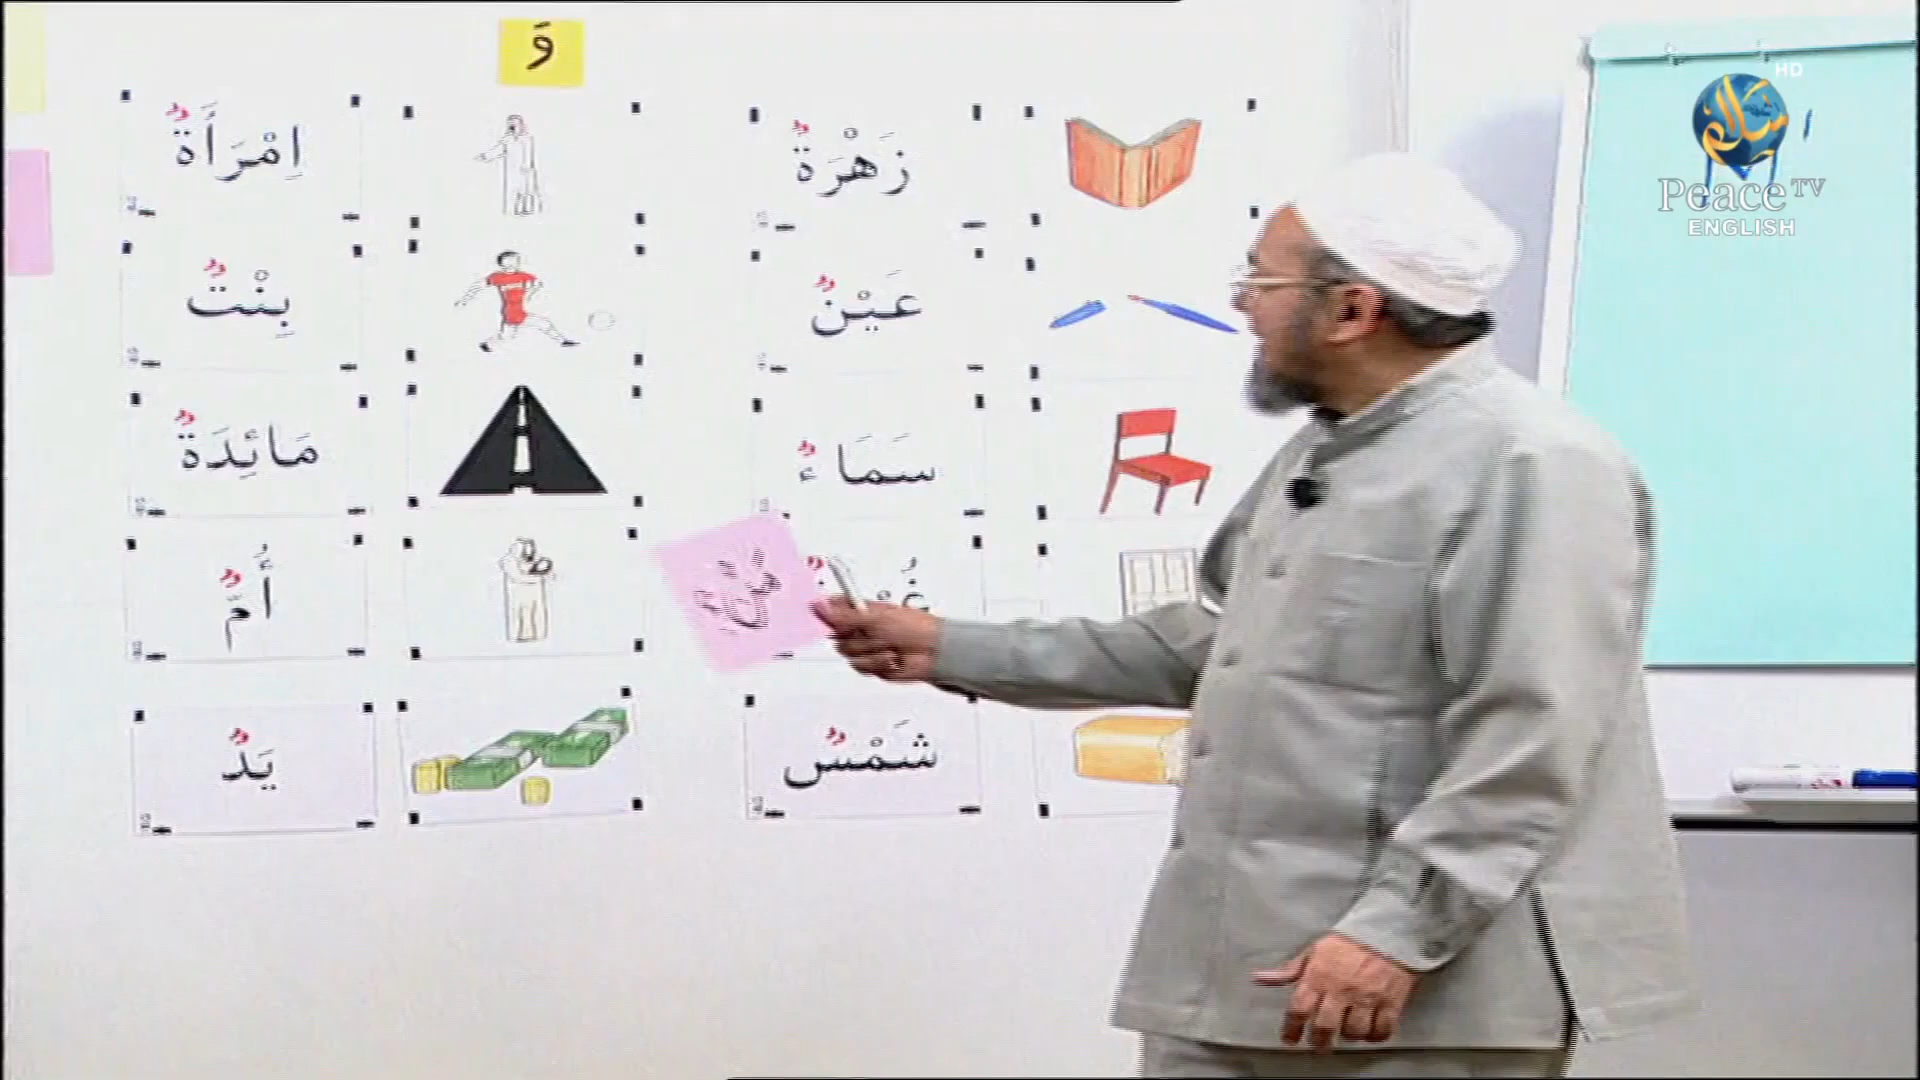 وَ
زَهْرَةٌ
اِمْرَأَةٌ
عَيْنٌ
بِنْتٌ
سَمَاءٌ
مَائِدَةٌ
أُمٌّ
شَمْسٌ
يَدٌ
HD
Peace TV
ENGLISH